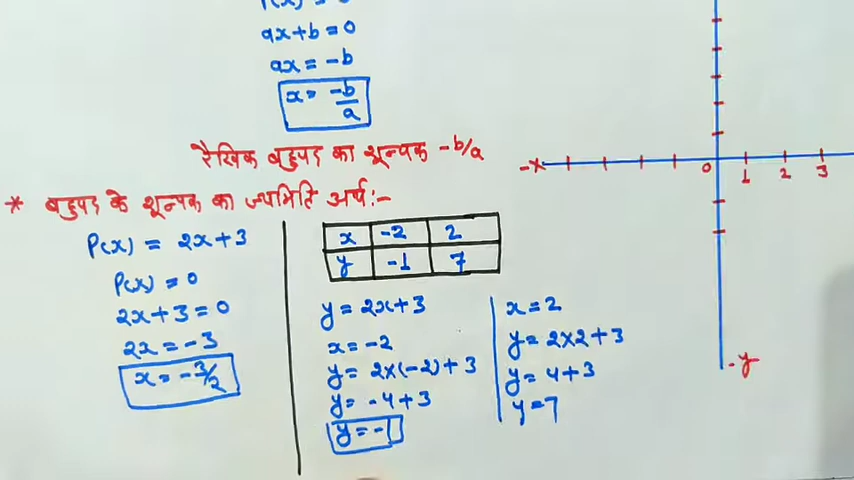 ax+b=0
ax = -b
x = -b/a
रैखिक बहुपद का शून्यक -b/a
* बहुपद के शून्यक का ज्यामिति अर्थ:-
P(x) = 2x+3
P(x) = 0
2x+3=0
2x = -3
x = -3/2
x -2 2
y -1 7
y = 2x+3
x = -2
y = 2x(-2)+3
y = -4+3
y = -1
x = 2
y = 2x2+3
y = 4+3
y = 7
-x 0 1 2 3
-y